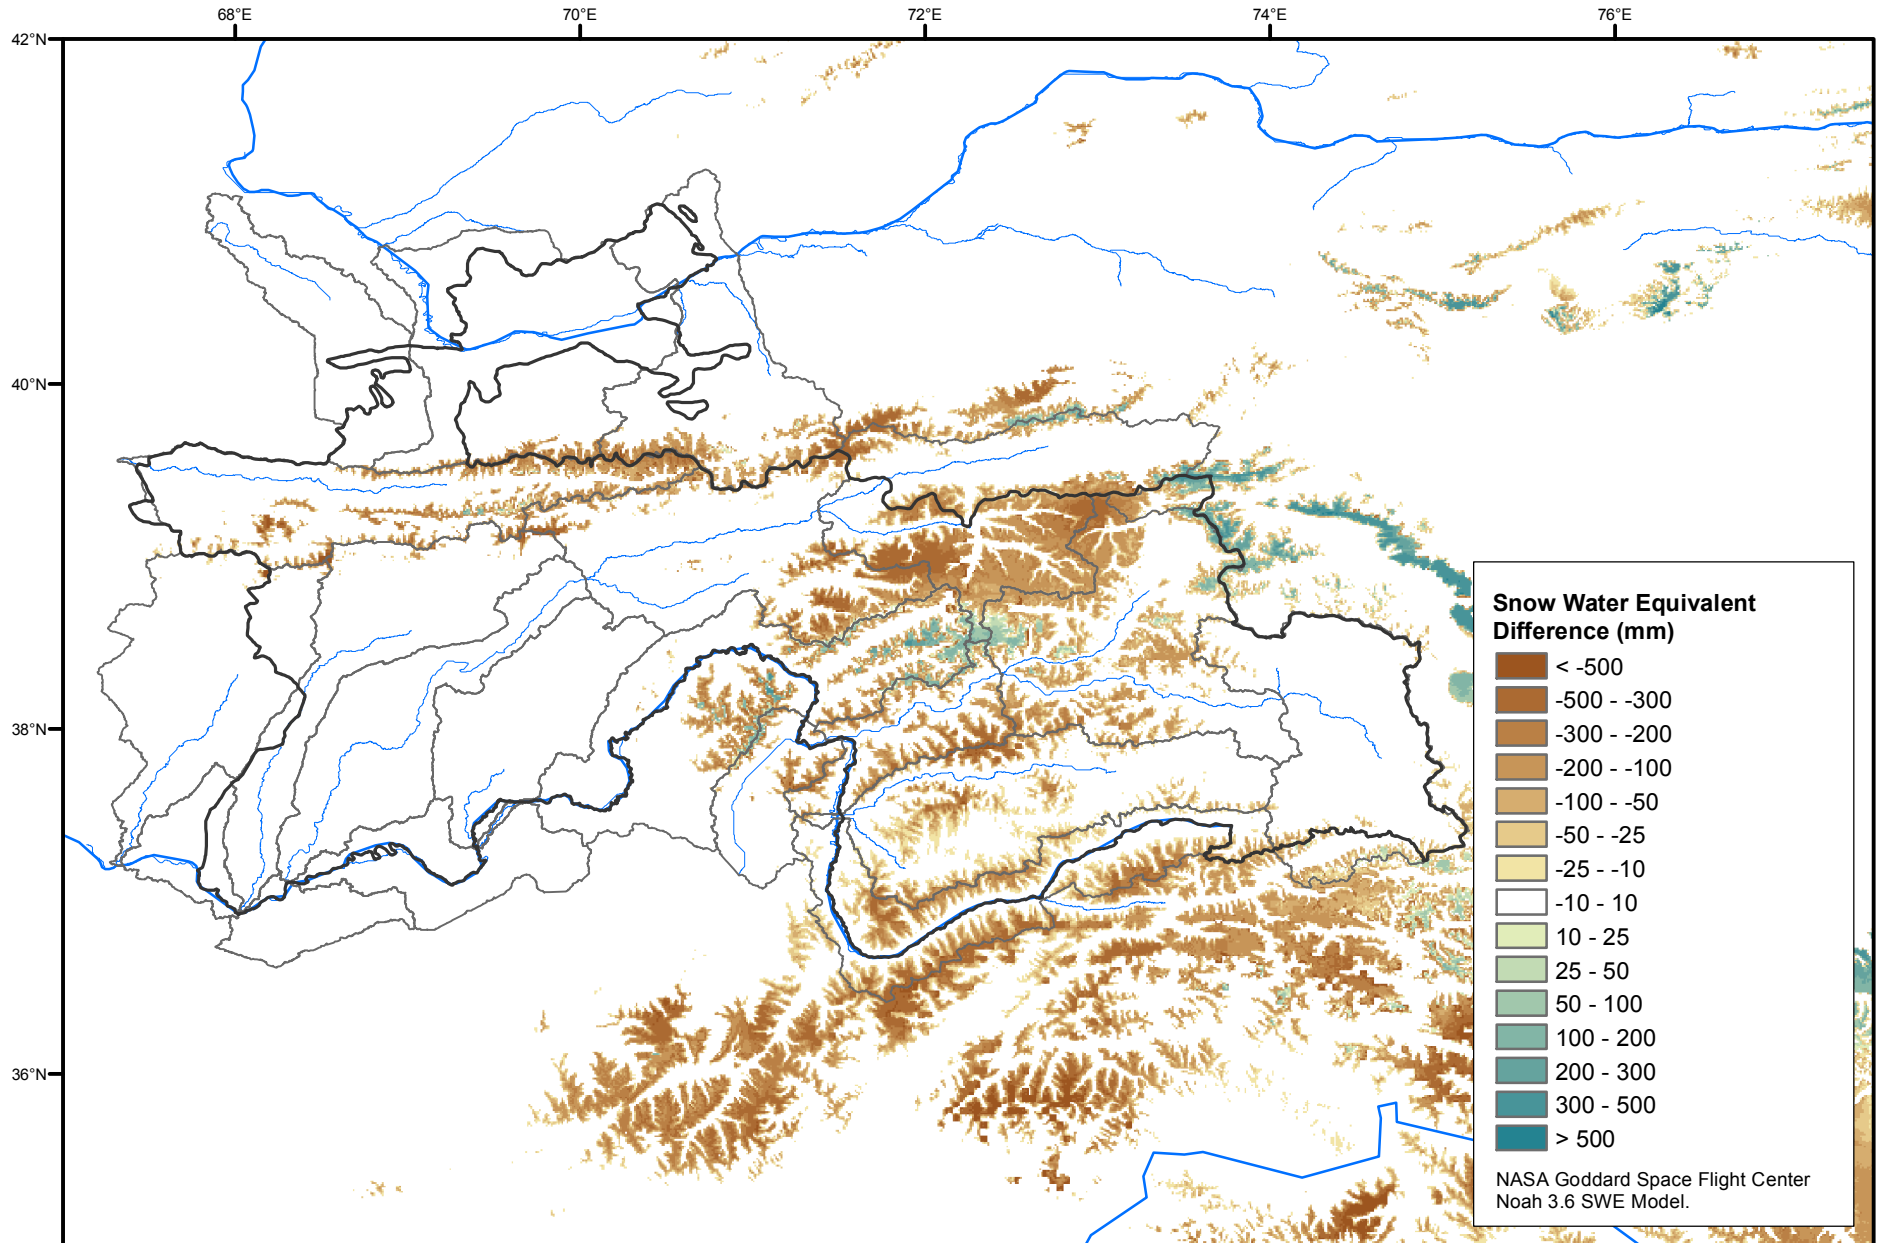 68°E
70°E
72°E
74°E
76°E
42°N
40°N
38°N
36°N
Snow Water Equivalent
Difference (mm)
< -500
-500 - -300
-300 - -200
-200 - -100
-100 - -50
-50 - -25
-25 - -10
-10 - 10
10 - 25
25 - 50
50 - 100
100 - 200
200 - 300
300 - 500
> 500
NASA Goddard Space Flight Center
Noah 3.6 SWE Model.